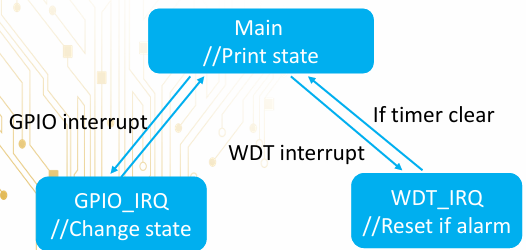 Main
//Print state
GPIO interrupt
If timer clear
WDT interrupt
GPIO_IRQ
//Change state
WDT_IRQ
//Reset if alarm